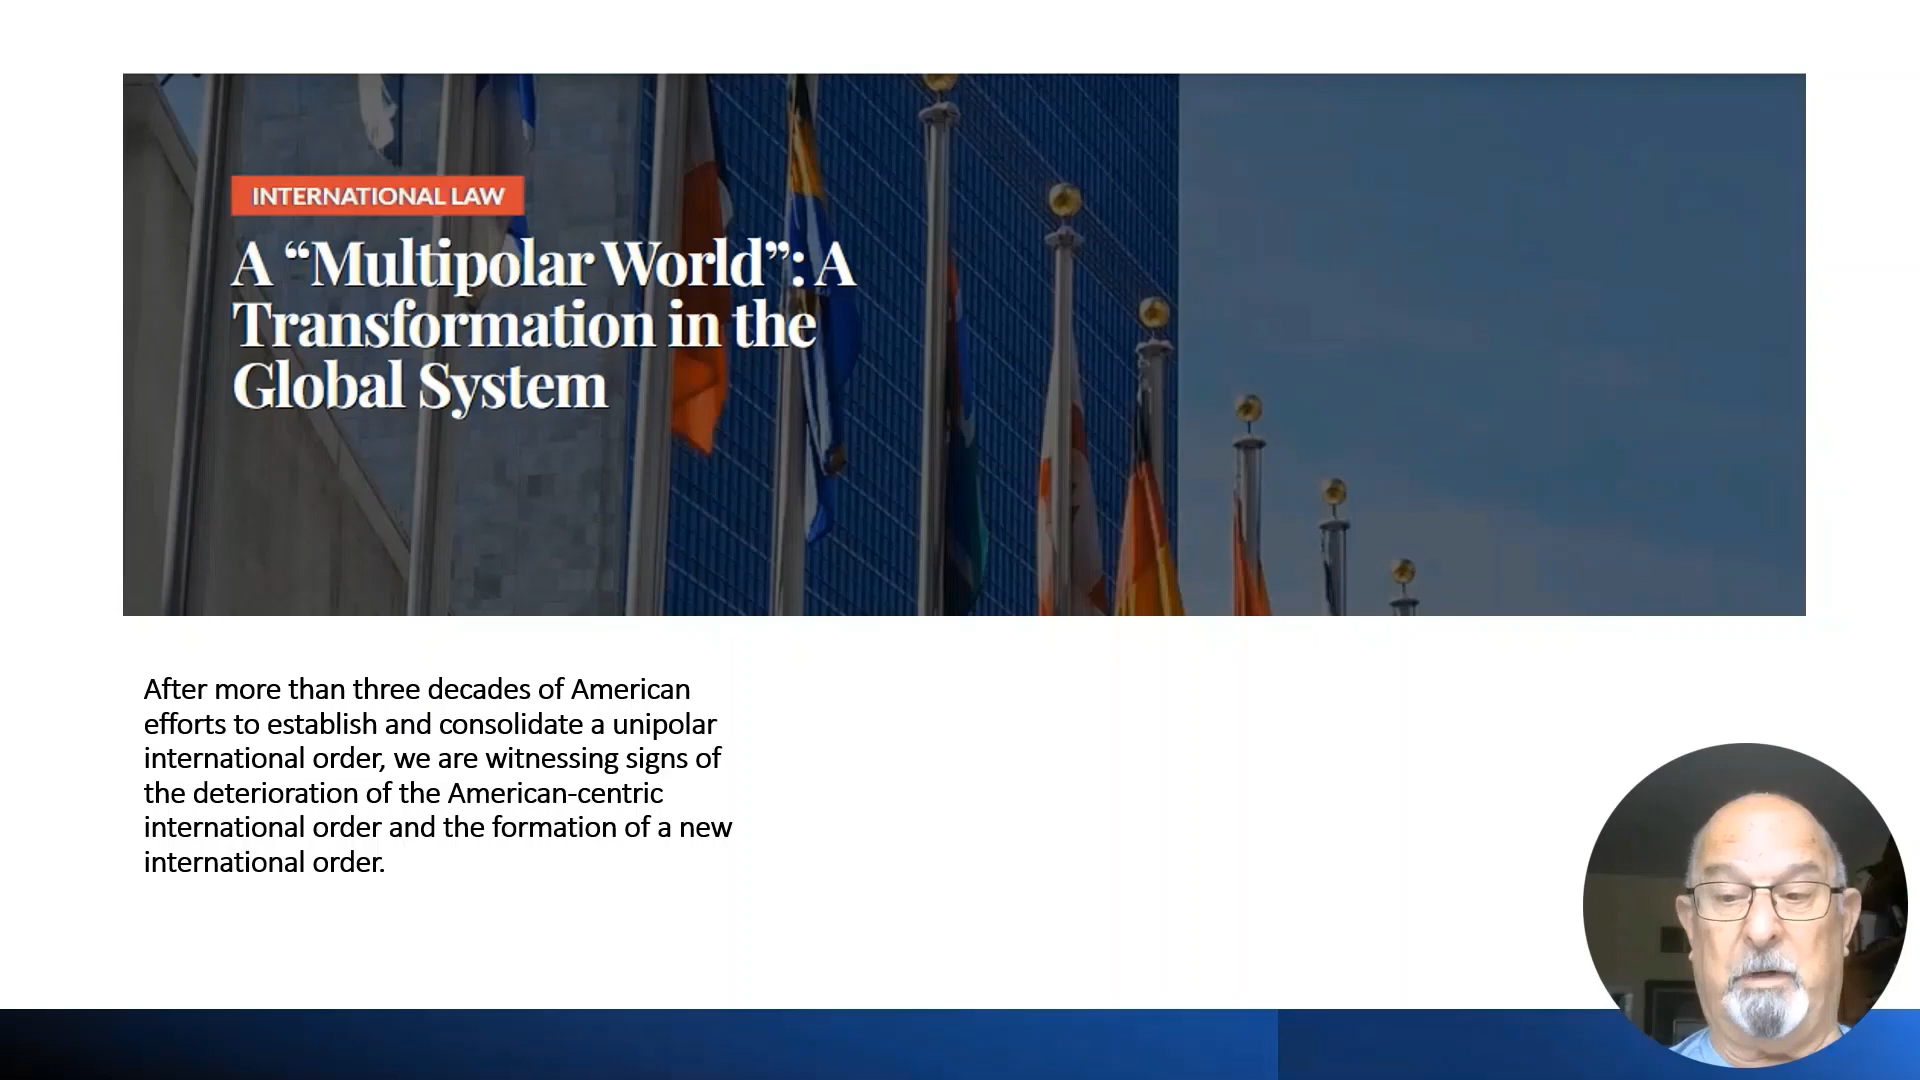 INTERNATIONAL LAW
A “Multipolar World”: A
Transformation in the
Global System
After more than three decades of American
efforts to establish and consolidate a unipolar
international order, we are witnessing signs of
the deterioration of the American-centric
international order and the formation of a new
international order.